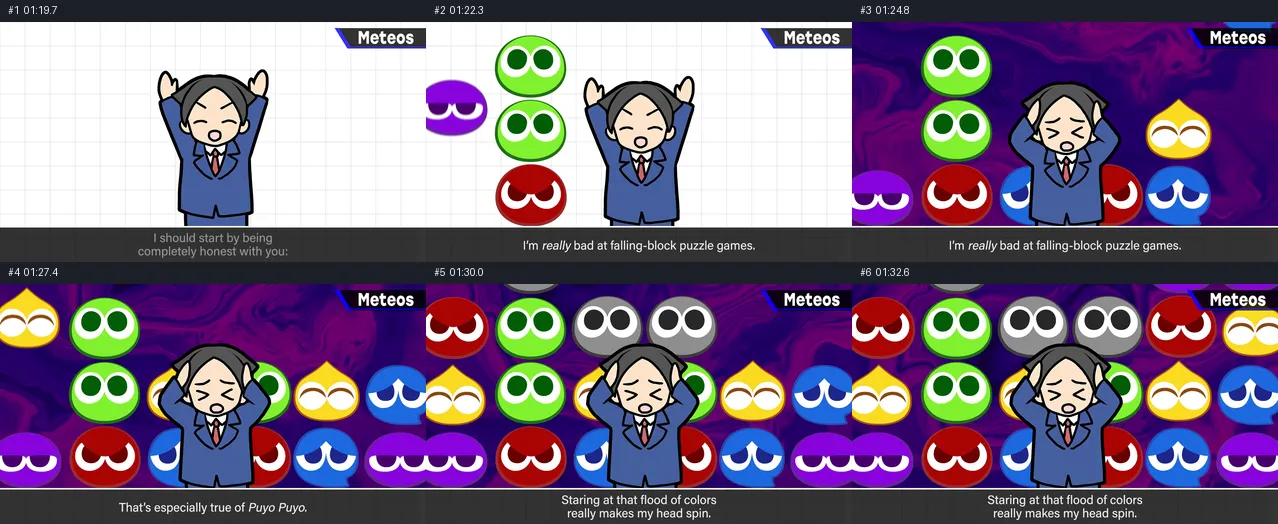 #1 01:19.7
Meteos
I should start by being
completely honest with you:
#2 01:22.3
Meteos
I'm really bad at falling-block puzzle games.
#3 01:24.8
Meteos
I'm really bad at falling-block puzzle games.
#4 01:27.4
Meteos
That's especially true of Puyo Puyo.
#5 01:30.0
Meteos
Staring at that flood of colors
really makes my head spin.
#6 01:32.6
Meteos
Staring at that flood of colors
really makes my head spin.